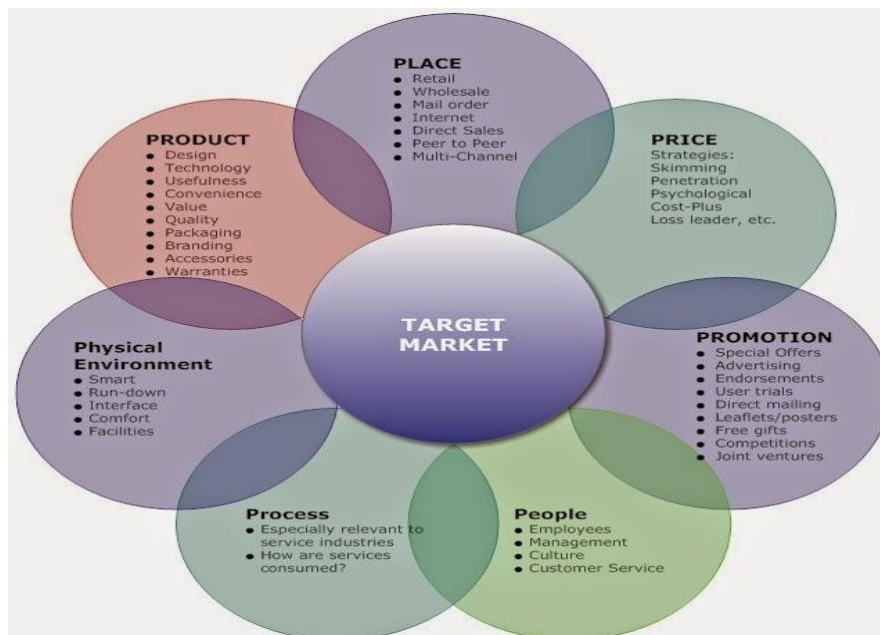 PLACE
● Retail
● Wholesale
● Mail order
● Internet
● Direct Sales
● Peer to Peer
● Multi-Channel
PRODUCT
● Design
● Technology
● Usefulness
● Convenience
● Value
● Quality
● Packaging
● Branding
● Accessories
● Warranties
PRICE
Strategies:
Skimming
Penetration
Psychological
Cost-Plus
Loss leader, etc.
TARGET
MARKET
Physical
Environment
● Smart
● Run-down
● Interface
● Comfort
● Facilities
PROMOTION
● Special Offers
● Advertising
● Endorsements
● User trials
● Direct mailing
● Leaflets/posters
● Free gifts
● Competitions
● Joint ventures
Process
● Especially relevant to
service industries
● How are services
consumed?
People
● Employees
● Management
● Culture
● Customer Service